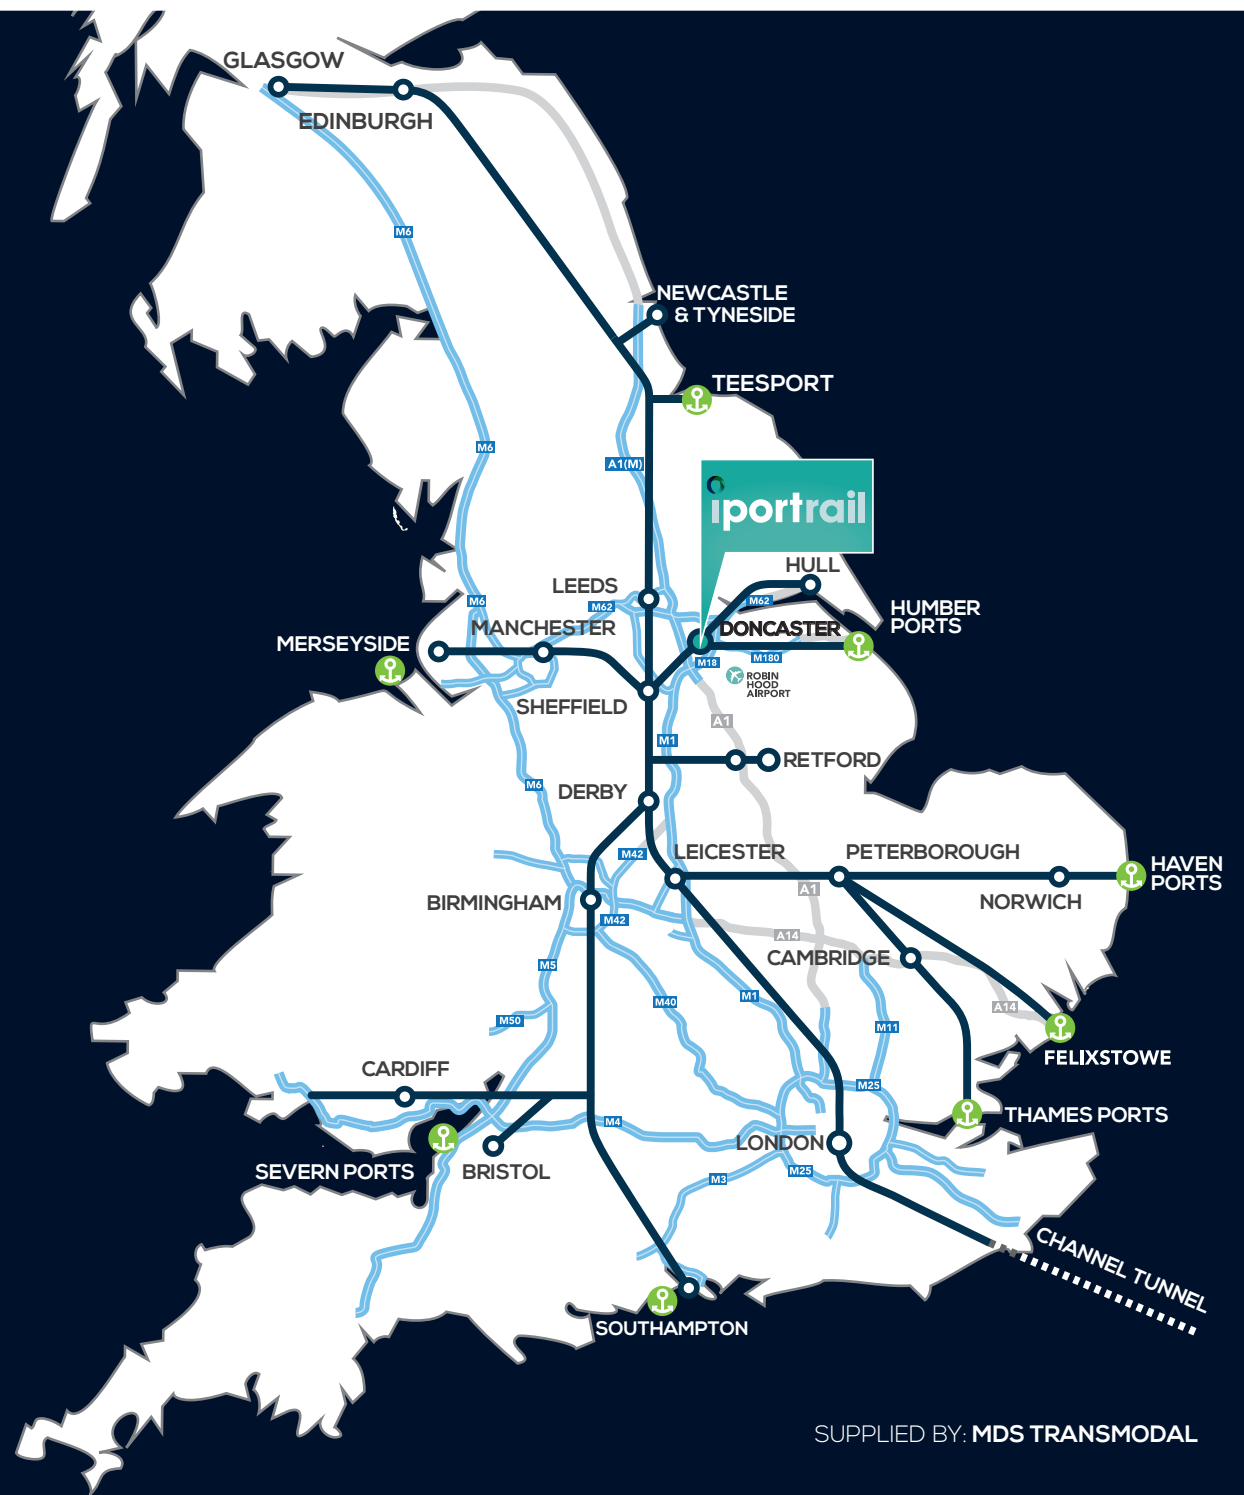 GLASGOW
EDINBURGH
M6
NEWCASTLE
& TYNESIDE
TEESPORT
M6
A1(M)
iportrail
HULL
LEEDS
M6
M62
M62
HUMBER
PORTS
MANCHESTER
DONCASTER
MERSEYSIDE
M18
M180
ROBIN
HOOD
AIRPORT
SHEFFIELD
A1
M1
RETFORD
M6
DERBY
M42
LEICESTER
PETERBOROUGH
HAVEN
PORTS
A1
BIRMINGHAM
NORWICH
M42
A14
CAMBRIDGE
M5
M40
M1
A14
M50
M11
FELIXSTOWE
CARDIFF
M25
THAMES PORTS
M4
LONDON
SEVERN PORTS
BRISTOL
M25
M3
CHANNEL TUNNEL
SOUTHAMPTON
SUPPLIED BY: MDS TRANSMODAL